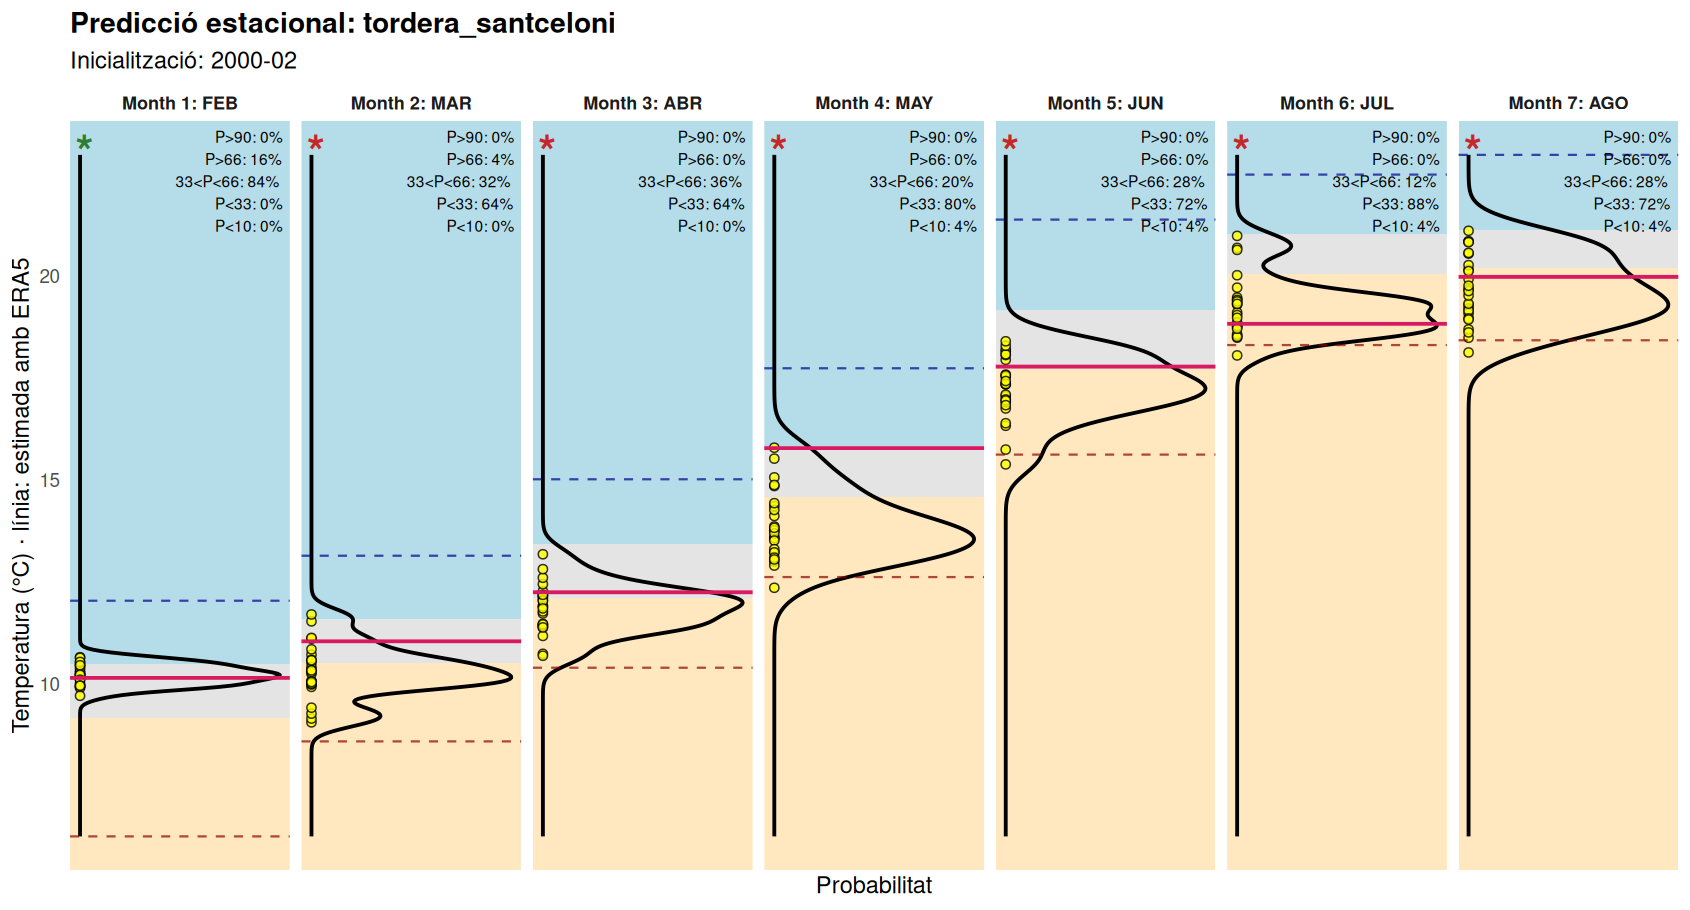 Predicció estacional: tordera_santceloni
Inicialització: 2000-02
Month 1: FEB
Month 2: MAR
Month 3: ABR
Month 4: MAY
Month 5: JUN
Month 6: JUL
Month 7: AGO
*
P>90: 0%
P>66: 16%
33<P<66: 84%
P<33: 0%
P<10: 0%
*
P>90: 0%
P>66: 4%
33<P<66: 32%
P<33: 64%
P<10: 0%
*
P>90: 0%
P>66: 0%
33<P<66: 36%
P<33: 64%
P<10: 0%
*
P>90: 0%
P>66: 0%
33<P<66: 20%
P<33: 80%
P<10: 4%
*
P>90: 0%
P>66: 0%
33<P<66: 28%
P<33: 72%
P<10: 4%
*
P>90: 0%
P>66: 0%
33<P<66: 12%
P<33: 88%
P<10: 4%
*
P>90: 0%
P>66: 0%
33<P<66: 28%
P<33: 72%
P<10: 4%
20
15
10
Temperatura (°C) · línia: estimada amb ERA5
Probabilitat